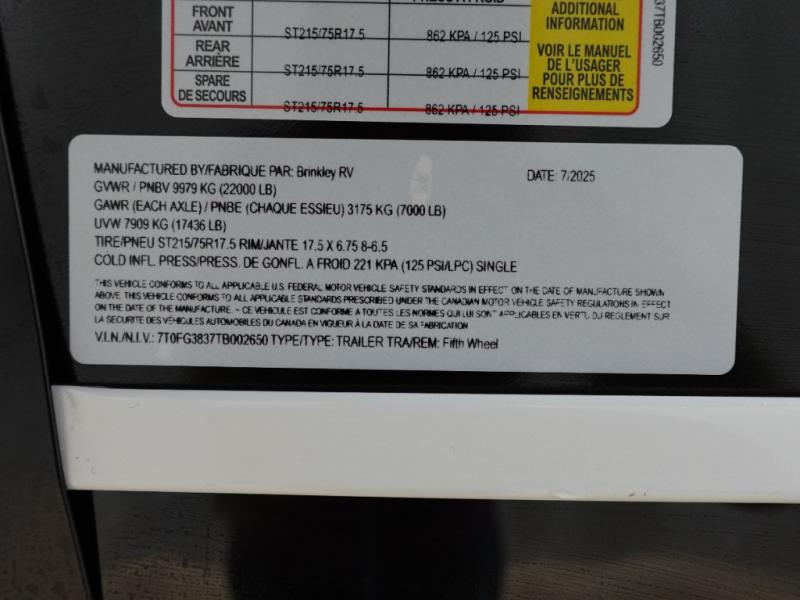 FRONT
AVANT
ST215/75R17.5
862 KPA / 125 PSI
REAR
ARRIÈRE
ST215/75R17.5
862 KPA / 125 PSI
SPARE
DE SECOURS
ST215/75R17.5
862 KPA / 125 PSI
ADDITIONAL
INFORMATION
VOIR LE MANUEL
DE L'USAGER
POUR PLUS DE
RENSEIGNEMENTS
37TB002650
MANUFACTURED BY/FABRIQUE PAR: Brinkley RV
DATE: 7/2025
GVWR / PNBV 9979 KG (22000 LB)
GAWR (EACH AXLE) / PNBE (CHAQUE ESSIEU) 3175 KG (7000 LB)
UVW 7909 KG (17436 LB)
TIRE/PNEU ST215/75R17.5 RIM/JANTE 17.5 X 6.75 8-6.5
COLD INFL. PRESS/PRESS. DE GONFL. A FROID 221 KPA (125 PSI/LPC) SINGLE
THIS VEHICLE CONFORMS TO ALL APPLICABLE U.S. FEDERAL MOTOR VEHICLE SAFETY STANDARDS IN EFFECT ON THE DATE OF MANUFACTURE SHOWN
ABOVE. THIS VEHICLE CONFORMS TO ALL APPLICABLE STANDARDS PRESCRIBED UNDER THE CANADIAN MOTOR VEHICLE SAFETY REGULATIONS IN EFFECT
ON THE DATE OF THE MANUFACTURE. - CE VEHICULE EST CONFORME A TOUTES LES NORMES QUI LUI SONT APPLICABLES EN VERTU DU REGLEMENT SUR
LA SECURITE DES VEHICULES AUTOMOBILES DU CANADA EN VIGUEUR À LA DATE DE SA FABRICATION
V.I.N./N.I.V.: 7T0FG3837TB002650 TYPE/TYPE: TRAILER TRA/REM: Fifth Wheel